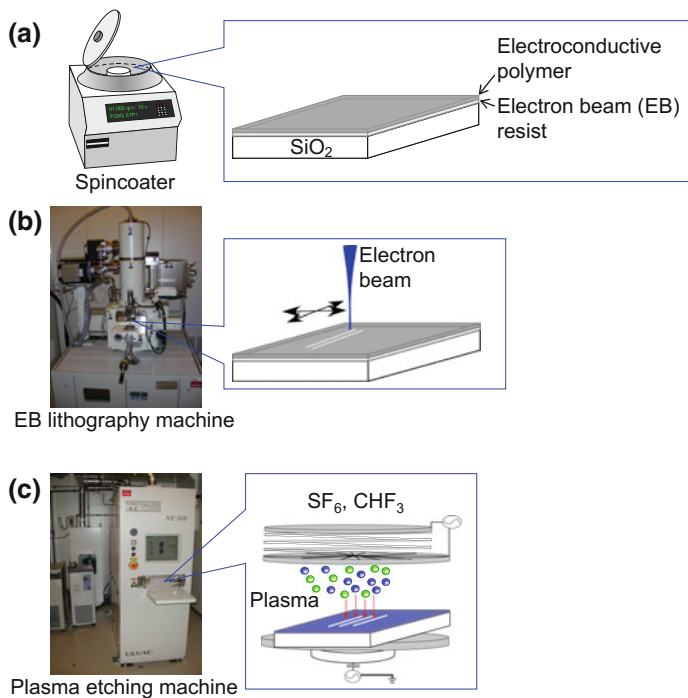 (a)
Electroconductive
polymer
Electron beam (EB)
resist
SiO₂
Spincoater
(b)
Electron
beam
EB lithography machine
(c)
SF₆, CHF₃
Plasma
ULVAC
Plasma etching machine